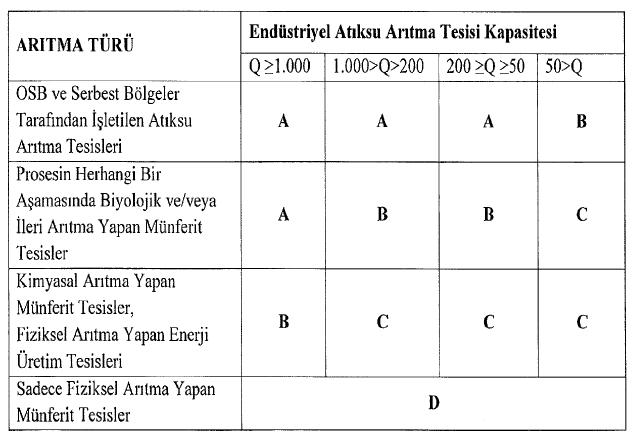 ARITMA TÜRÜ
Endüstriyel Atıksu Arıtma Tesisi Kapasitesi
Q ≥1.000 1.000>Q>200 200 ≥Q ≥50 50>Q
OSB ve Serbest Bölgeler
Tarafından İşletilen Atıksu
Arıtma Tesisleri
A A A B
Prosesin Herhangi Bir
Aşamasında Biyolojik ve/veya
İleri Arıtma Yapan Münferit
Tesisler
A B B C
Kimyasal Arıtma Yapan
Münferit Tesisler,
Fiziksel Arıtma Yapan Enerji
Üretim Tesisleri
B C C C
Sadece Fiziksel Arıtma Yapan
Münferit Tesisler
D